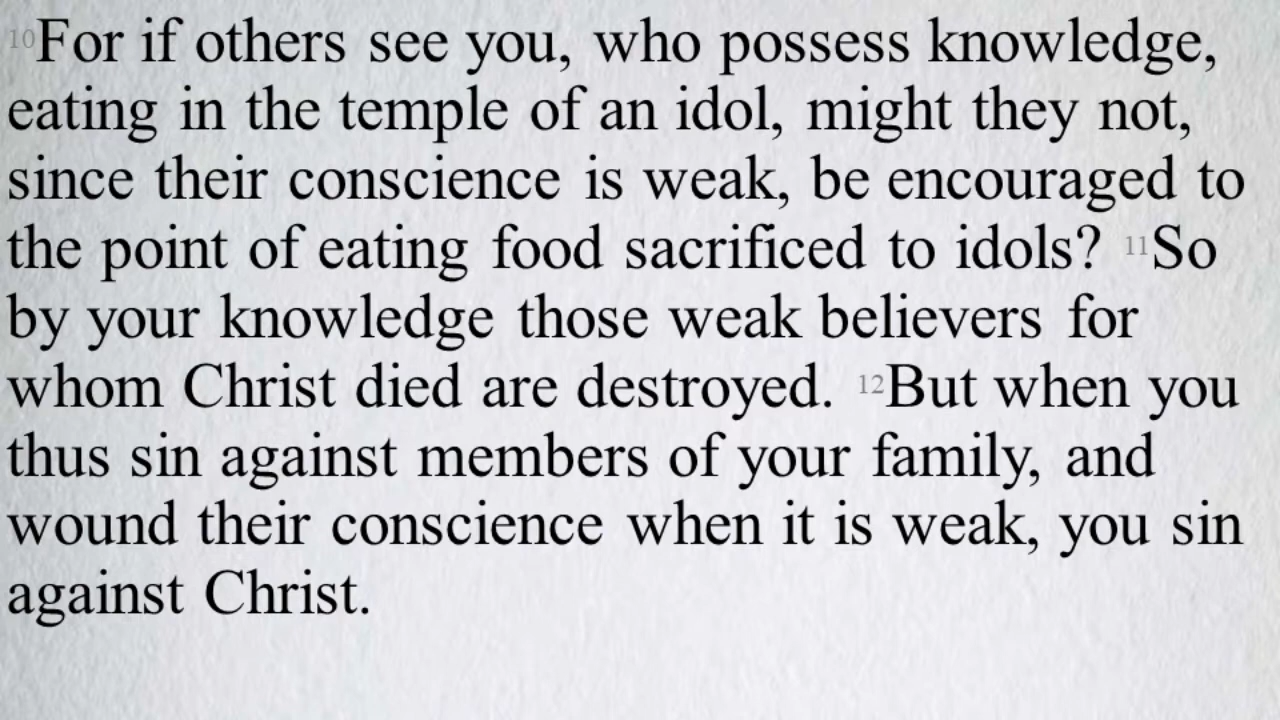 10For if others see you, who possess knowledge,
eating in the temple of an idol, might they not,
since their conscience is weak, be encouraged to
the point of eating food sacrificed to idols? 11So
by your knowledge those weak believers for
whom Christ died are destroyed. 12But when you
thus sin against members of your family, and
wound their conscience when it is weak, you sin
against Christ.